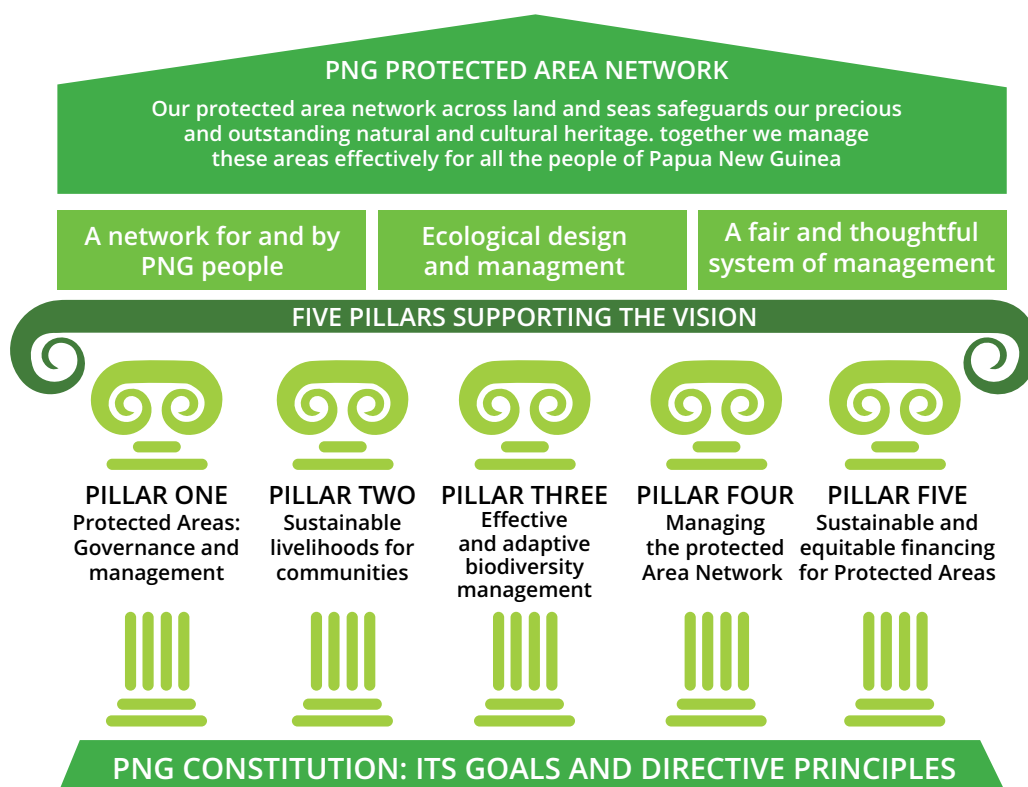 PNG PROTECTED AREA NETWORK
Our protected area network across land and seas safeguards our precious
and outstanding natural and cultural heritage. together we manage
these areas effectively for all the people of Papua New Guinea
A network for and by
PNG people
Ecological design
and managment
A fair and thoughtful
system of management
FIVE PILLARS SUPPORTING THE VISION
PILLAR ONE
Protected Areas:
Governance and
management
PILLAR TWO
Sustainable
livelihoods for
communities
PILLAR THREE
Effective
and adaptive
biodiversity
management
PILLAR FOUR
Managing
the protected
Area Network
PILLAR FIVE
Sustainable and
equitable financing
for Protected Areas
PNG CONSTITUTION: ITS GOALS AND DIRECTIVE PRINCIPLES